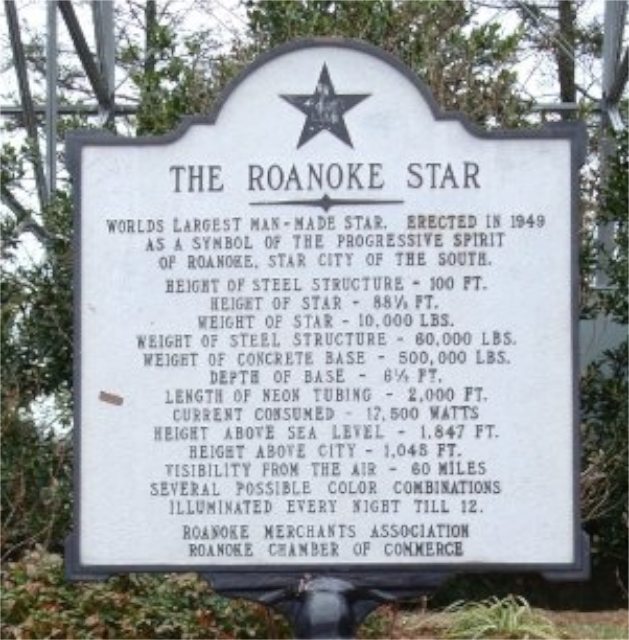 THE ROANOKE STAR
WORLDS LARGEST MAN-MADE STAR. ERECTED IN 1949
AS A SYMBOL OF THE PROGRESSIVE SPIRIT
OF ROANOKE, STAR CITY OF THE SOUTH.
HEIGHT OF STEEL STRUCTURE - 100 FT.
HEIGHT OF STAR - 88½ FT.
WEIGHT OF STAR - 10,000 LBS.
WEIGHT OF STEEL STRUCTURE - 60,000 LBS.
WEIGHT OF CONCRETE BASE - 500,000 LBS.
DEPTH OF BASE - 6½ FT.
LENGTH OF NEON TUBING - 2,000 FT.
CURRENT CONSUMED - 17,500 WATTS
HEIGHT ABOVE SEA LEVEL - 1,847 FT.
HEIGHT ABOVE CITY - 1,045 FT.
VISIBILITY FROM THE AIR - 60 MILES
SEVERAL POSSIBLE COLOR COMBINATIONS
ILLUMINATED EVERY NIGHT TILL 12.
ROANOKE MERCHANTS ASSOCIATION
ROANOKE CHAMBER OF COMMERCE